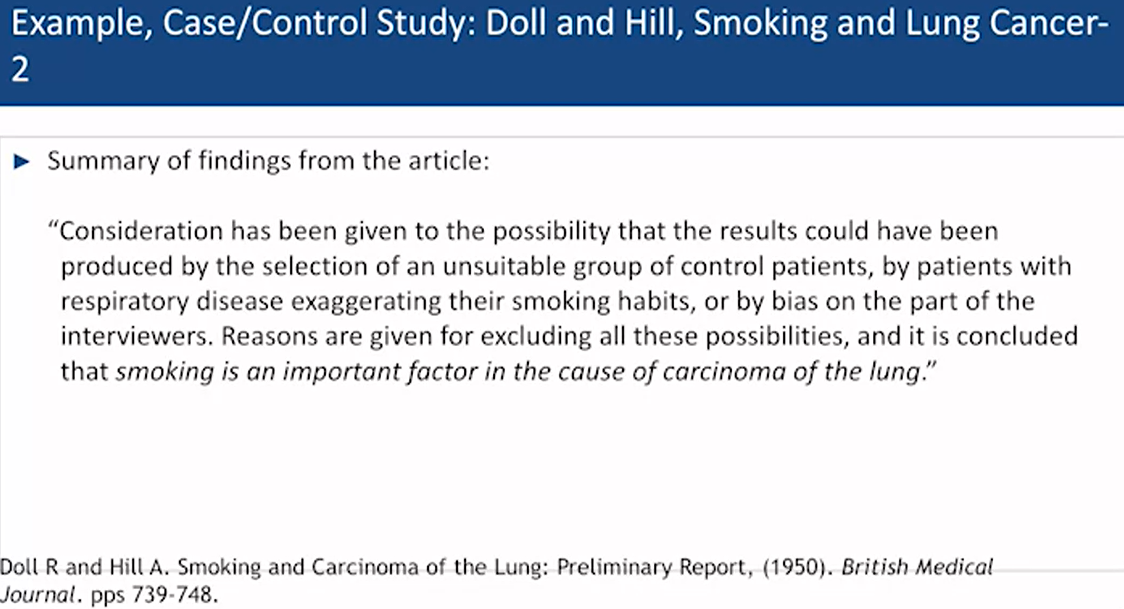 Example, Case/Control Study: Doll and Hill, Smoking and Lung Cancer-
2
► Summary of findings from the article:
“Consideration has been given to the possibility that the results could have been
produced by the selection of an unsuitable group of control patients, by patients with
respiratory disease exaggerating their smoking habits, or by bias on the part of the
interviewers. Reasons are given for excluding all these possibilities, and it is concluded
that smoking is an important factor in the cause of carcinoma of the lung.”
Doll R and Hill A. Smoking and Carcinoma of the Lung: Preliminary Report, (1950). British Medical
Journal. pps 739-748.